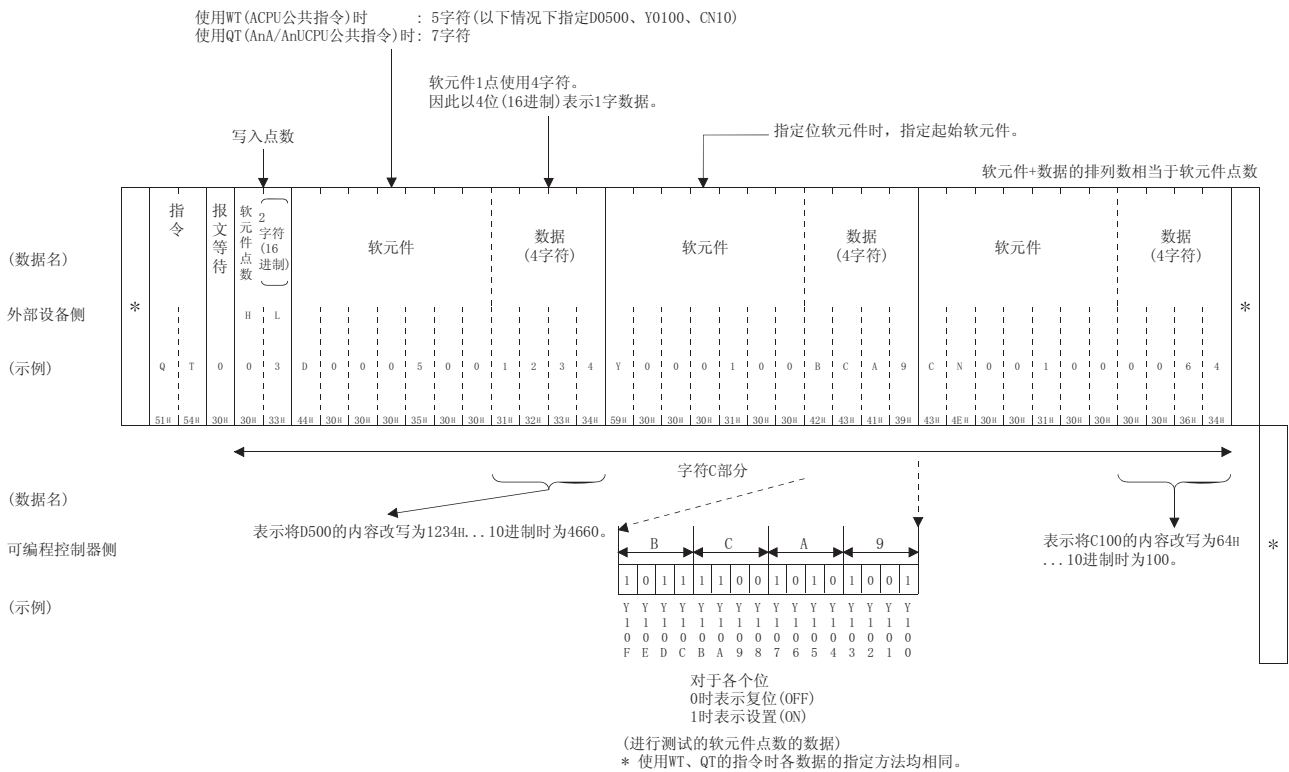 使用WT(ACPU公共指令)时 : 5字符(以下情况下指定D0500、Y0100、CN10)
使用QT(AnA/AnUCPU公共指令)时: 7字符
软元件1点使用4字符。
因此以4位(16进制)表示1字数据。
写入点数
指定位软元件时，指定起始软元件。
软元件+数据的排列数相当于软元件点数
指令
报文等待
软元件点数
2字符(16进制)
软元件
数据
(4字符)
软元件
数据
(4字符)
软元件
数据
(4字符)
(数据名)
外部设备侧
*
H L
*
(示例)
Q T 0 0 3 D 0 0 0 5 0 0 1 2 3 4 Y 0 0 0 1 0 0 B C A 9 C N 0 0 1 0 0 0 0 6 4
51H 54H 30H 30H 33H 44H 30H 30H 30H 35H 30H 30H 31H 32H 33H 34H 59H 30H 30H 30H 31H 30H 30H 42H 43H 41H 39H 43H 4EH 30H 30H 31H 30H 30H 30H 30H 36H 34H
字符C部分
(数据名)
表示将D500的内容改写为1234H...10进制时为4660。
可编程控制器侧
B C A 9
表示将C100的内容改写为64H
...10进制时为100。
*
1 0 1 1 1 1 0 0 1 0 1 0 1 0 0 1
(示例)
Y10F Y10E Y10D Y10C Y10B Y10A Y109 Y108 Y107 Y106 Y105 Y104 Y103 Y102 Y101 Y100
对于各个位
0时表示复位(OFF)
1时表示设置(ON)
(进行测试的软元件点数的数据)
* 使用WT、QT的指令时各数据的指定方法均相同。